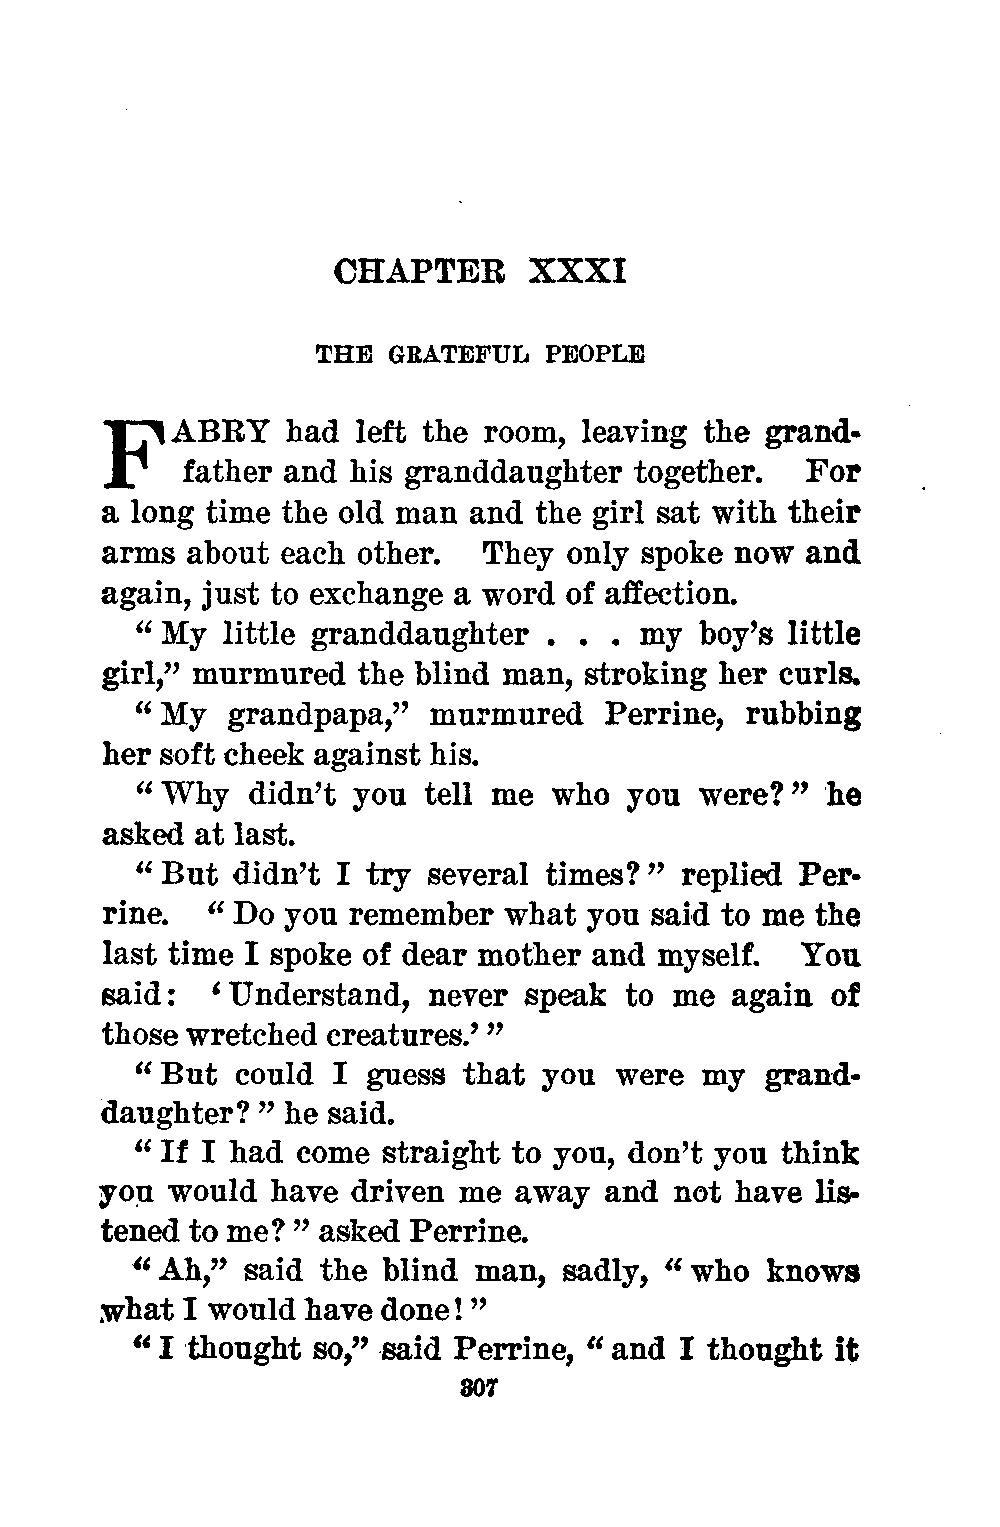 CHAPTER XXXI
THE GRATEFUL PEOPLE
FABRY had left the room, leaving the grand-
father and his granddaughter together. For
a long time the old man and the girl sat with their
arms about each other. They only spoke now and
again, just to exchange a word of affection.
“My little granddaughter . . . my boy’s little
girl,” murmured the blind man, stroking her curls.
“My grandpapa,” murmured Perrine, rubbing
her soft cheek against his.
“Why didn’t you tell me who you were?” he
asked at last.
“But didn’t I try several times?” replied Per-
rine. “Do you remember what you said to me the
last time I spoke of dear mother and myself. You
said: ‘Understand, never speak to me again of
those wretched creatures.’”
“But could I guess that you were my grand-
daughter?” he said.
“If I had come straight to you, don’t you think
you would have driven me away and not have lis-
tened to me?” asked Perrine.
“Ah,” said the blind man, sadly, “who knows
what I would have done!”
“I thought so,” said Perrine, “and I thought it
307